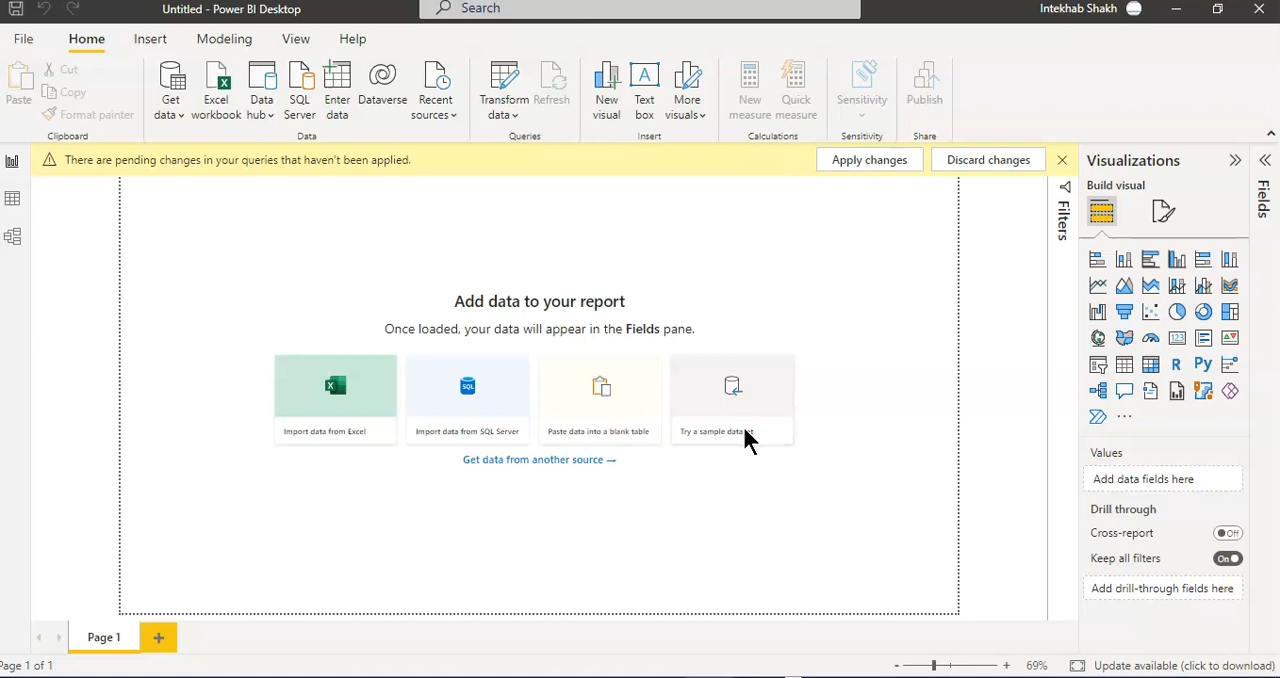 Untitled - Power BI Desktop
Search
Intekhab Shakh
File Home Insert Modeling View Help
Paste
Cut
Copy
Format painter
Clipboard
Get data
Excel workbook
Data hub
SQL Server
Enter data
Dataverse
Recent sources
Data
Transform data
Refresh
Queries
New visual
Text box
More visuals
Insert
New measure
Quick measure
Calculations
Sensitivity
Sensitivity
Publish
Share
There are pending changes in your queries that haven't been applied.
Apply changes
Discard changes
Visualizations
Build visual
Filters
Fields
Add data to your report
Once loaded, your data will appear in the Fields pane.
Import data from Excel
SQL
Import data from SQL Server
Paste data into a blank table
Try a sample
Get data from another source →
123
R
Py
Values
Add data fields here
Drill through
Cross-report
Off
Keep all filters
On
Add drill-through fields here
Page 1
Page 1 of 1
- + 69%
Update available (click to download)